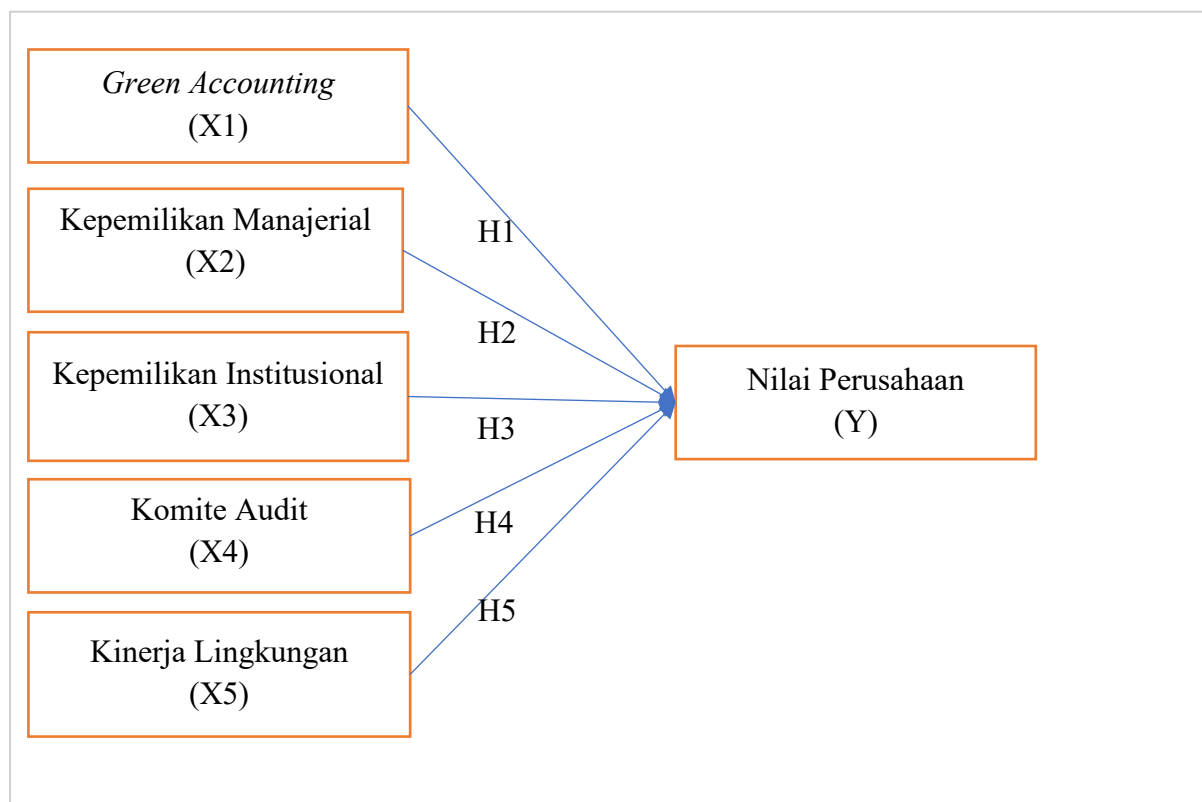 Green Accounting
(X1)
Kepemilikan Manajerial
(X2)
Kepemilikan Institusional
(X3)
Komite Audit
(X4)
Kinerja Lingkungan
(X5)
H1
H2
H3
H4
H5
Nilai Perusahaan
(Y)